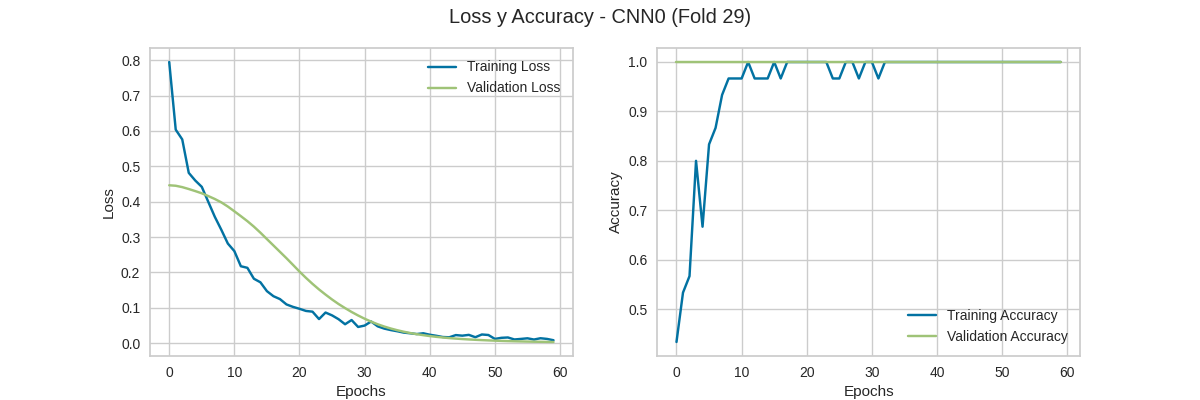 Loss y Accuracy - CNN0 (Fold 29)
Training Loss
Validation Loss
0.8
0.7
0.6
0.5
0.4
0.3
0.2
0.1
0.0
Loss
0 10 20 30 40 50 60
Epochs
1.0
0.9
0.8
0.7
0.6
0.5
Accuracy
Training Accuracy
Validation Accuracy
0 10 20 30 40 50 60
Epochs